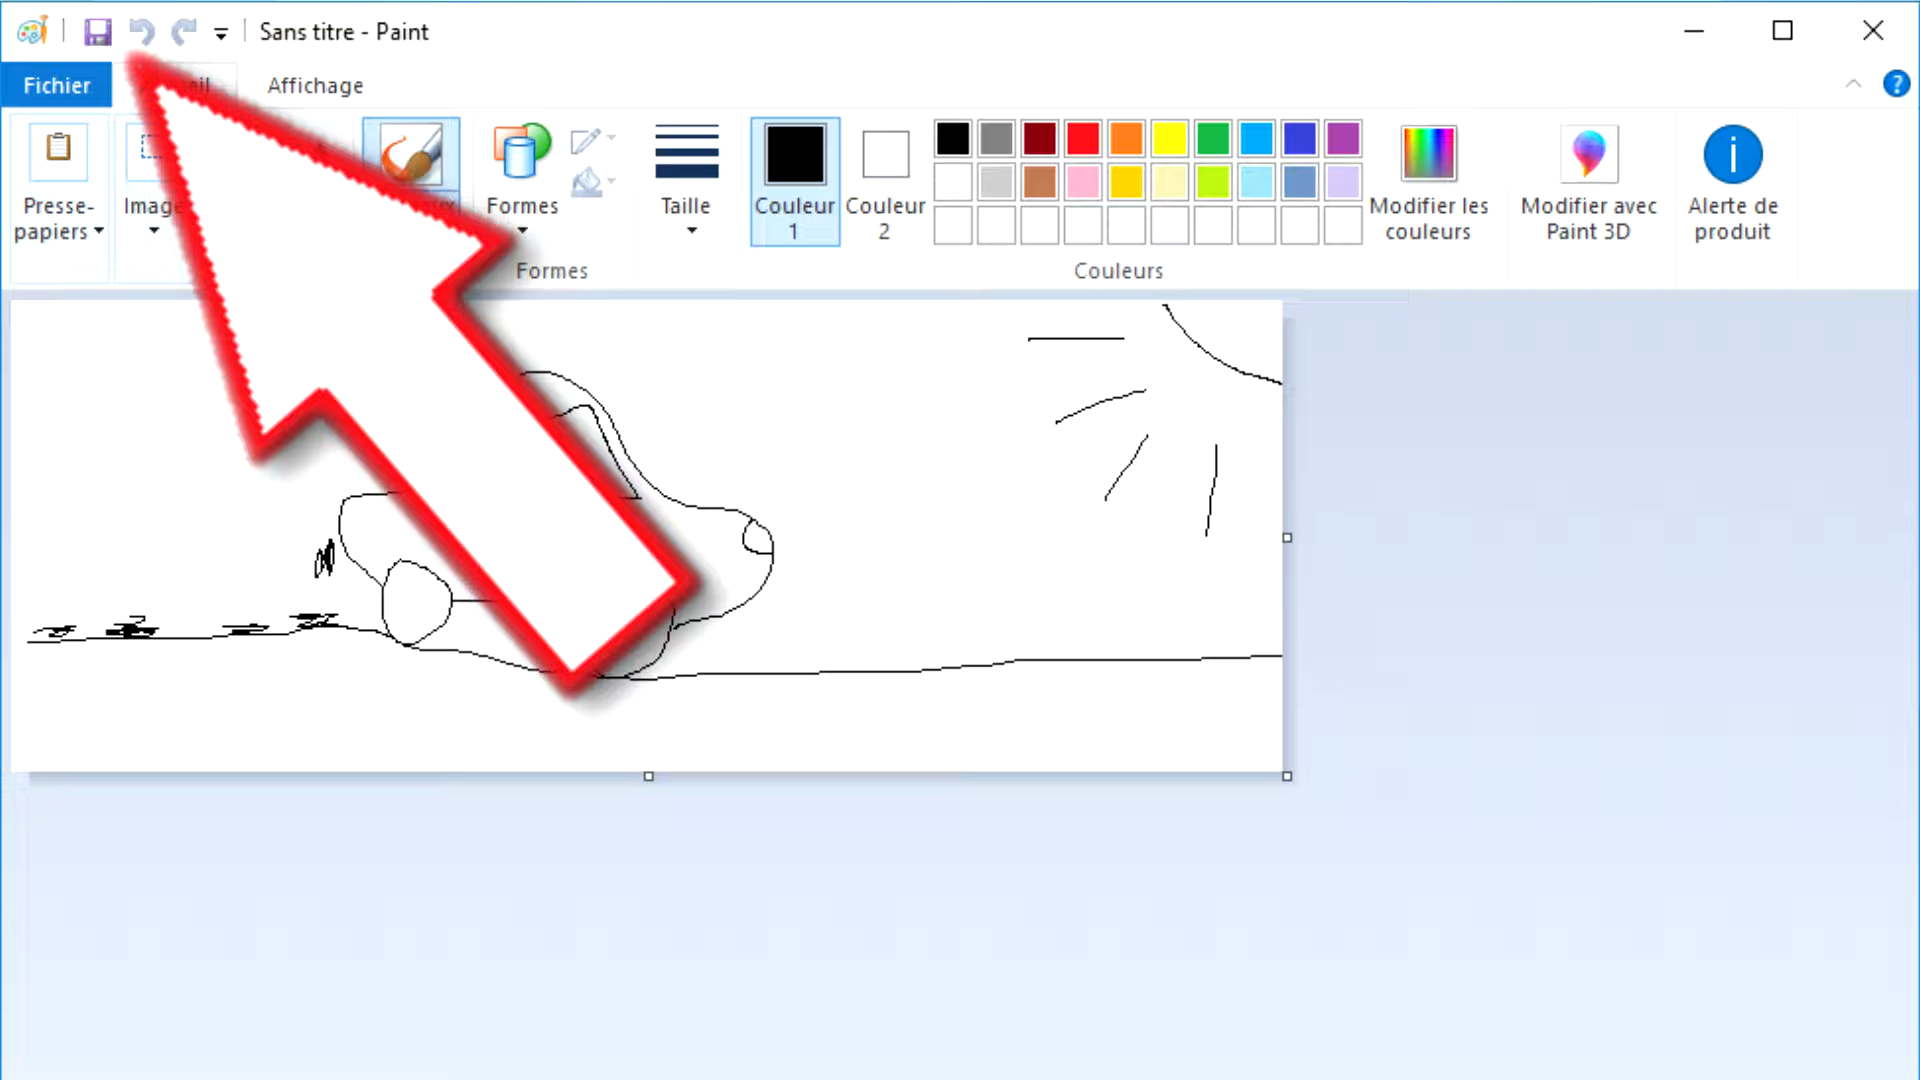 Sans titre - Paint
Fichier
Affichage
Presse-
papiers
Image
Formes
Taille
Couleur
1
Couleur
2
Modifier les
couleurs
Modifier avec
Paint 3D
Alerte de
produit
Formes
Couleurs